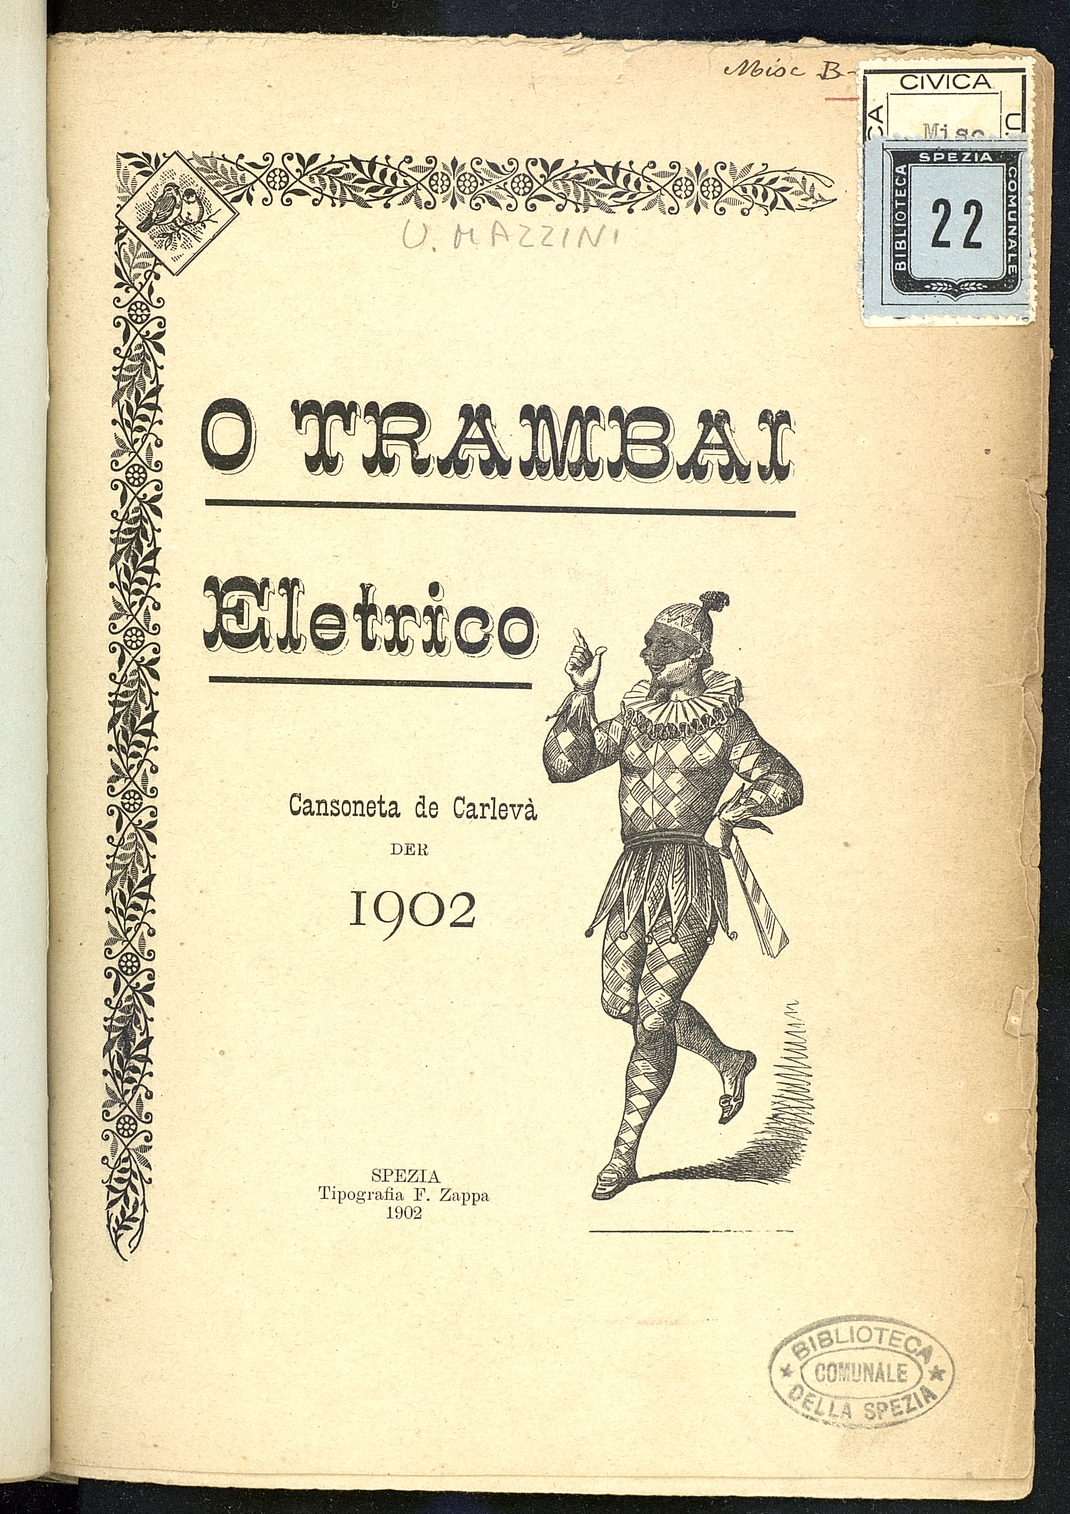 Misc B-
CIVICA
CA
U.
Misc
SPEZIA
BIBLIOTECA
COMUNALE
22
U. MAZZINI
O TRAMBAI
Eletrico
Cansoneta de Carlevà
DER
1902
SPEZIA
Tipografia F. Zappa
1902
BIBLIOTECA
COMUNALE
DELLA SPEZIA